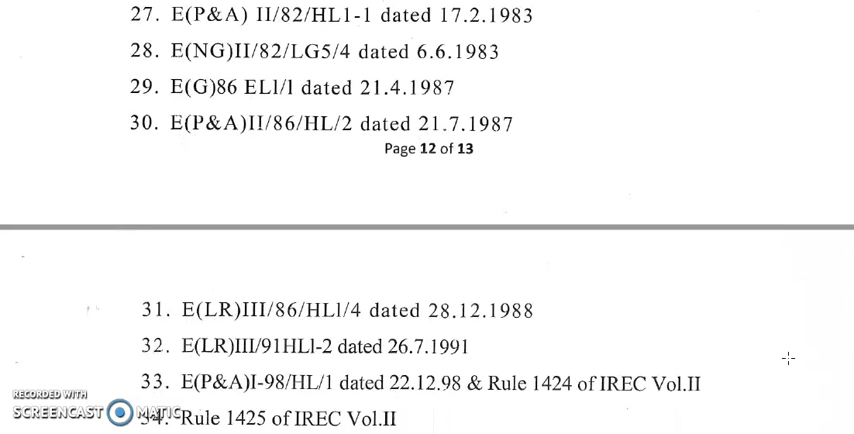 27. E(P&A) II/82/HL1-1 dated 17.2.1983
28. E(NG)II/82/LG5/4 dated 6.6.1983
29. E(G)86 EL1/1 dated 21.4.1987
30. E(P&A)II/86/HL/2 dated 21.7.1987
Page 12 of 13
31. E(LR)III/86/HLl/4 dated 28.12.1988
32. E(LR)III/91HLl-2 dated 26.7.1991
33. E(P&A)I-98/HL/1 dated 22.12.98 & Rule 1424 of IREC Vol.II
RECORDED WITH
SCREENCAST MATIC
34. Rule 1425 of IREC Vol.II